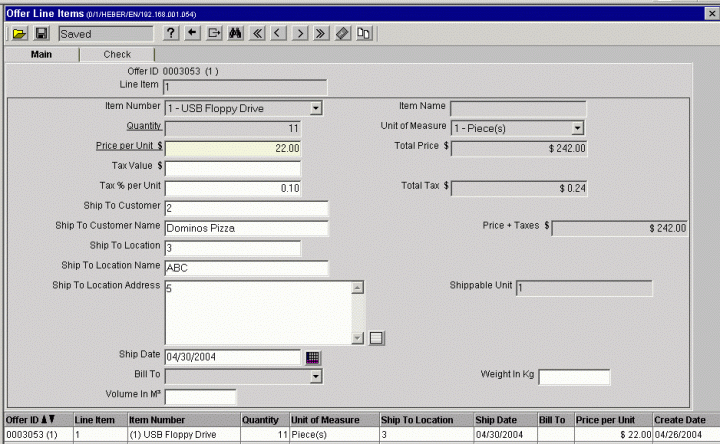 Offer Line Items (0/1/HEBER/EN/192.168.001.054)
Saved
Main Check
Offer ID 0003053 (1)
Line Item 1
Item Number 1 - USB Floppy Drive Item Name
Quantity 11 Unit of Measure 1 - Piece(s)
Price per Unit $ 22.00 Total Price $ $ 242.00
Tax Value $
Tax % per Unit 0.10 Total Tax $ $ 0.24
Ship To Customer 2
Ship To Customer Name Dominos Pizza Price + Taxes $ $ 242.00
Ship To Location 3
Ship To Location Name ABC
Ship To Location Address 5 Shippable Unit 1
Ship Date 04/30/2004
Bill To Weight In Kg
Volume In M³
Offer ID Line Item Item Number Quantity Unit of Measure Ship To Location Ship Date Bill To Price per Unit Create Date
0003053 (1) 1 (1) USB Floppy Drive 11 Piece(s) 3 04/30/2004 $ 22.00 04/26/2004